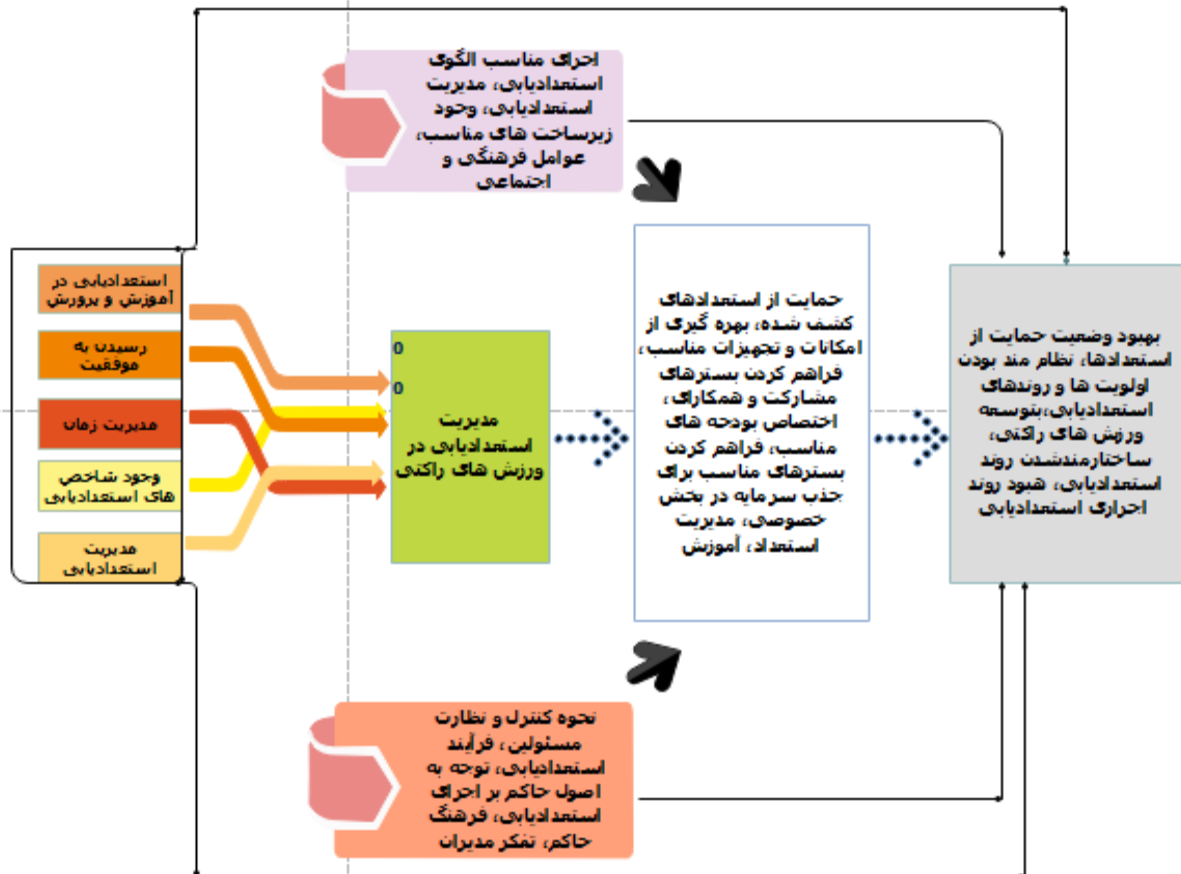 اجرای مناسب الگوی
استعدادیابی، مدیریت
استعدادیابی، وجود
زیرساخت های مناسب،
عوامل فرهنگی و
اجتماعی
استعدادیابی در
آموزش و پرورش
رسیدن به
موفقیت
مدیریت زمان
وجود شاخص
های استعدادیابی
مدیریت
استعدادیابی
0
0
مدیریت
استعدادیابی در
ورزش های راکتی
حمایت از استعدادهای
کشف شده، بهره گیری از
امکانات و تجهیزات مناسب،
فراهم کردن بسترهای
مشارکت و همکارای،
اختصاص بودجه های
مناسب، فراهم کردن
بسترهای مناسب برای
جذب سرمایه در بخش
خصوصی، مدیریت
استعداد، آموزش
بهبود وضعیت حمایت از
استعدادها، نظام مند بودن
اولویت ها و روندهای
استعدادیابی،بتوسعه
ورزش های راکتی،
ساختارمندشدن روند
استعدادیابی، هبود روند
اجراری استعدادیابی
نحوه کنترل و نظارت
مسئولین، فرآیند
استعدادیابی، توجه به
اصول حاکم بر اجرای
استعدادیابی، فرهنگ
حاکم، تفکر مدیران